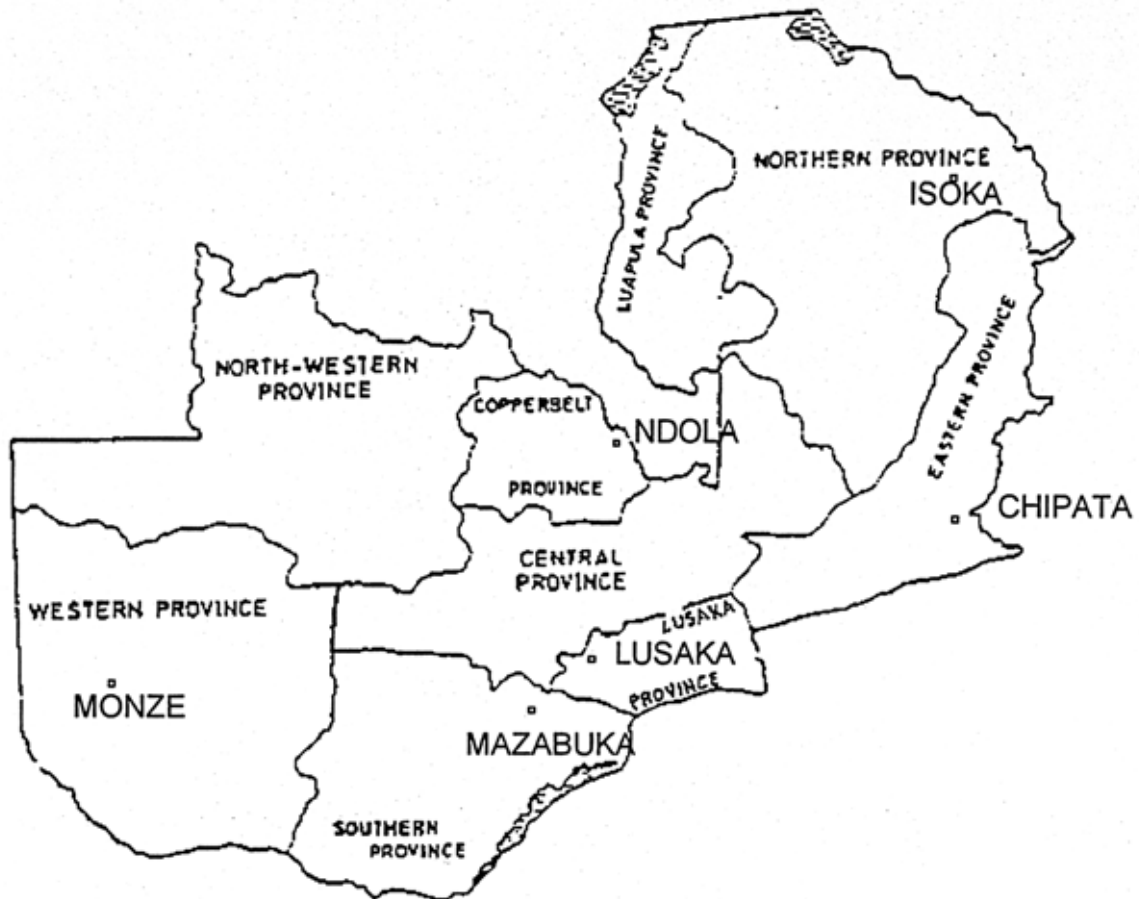 NORTHERN PROVINCE
ISOKA
LUAPULA PROVINCE
NORTH-WESTERN
PROVINCE
COPPERBELT
PROVINCE
NDOLA
EASTERN PROVINCE
CHIPATA
CENTRAL
PROVINCE
WESTERN PROVINCE
MONZE
LUSAKA
LUSAKA
PROVINCE
MAZABUKA
SOUTHERN
PROVINCE